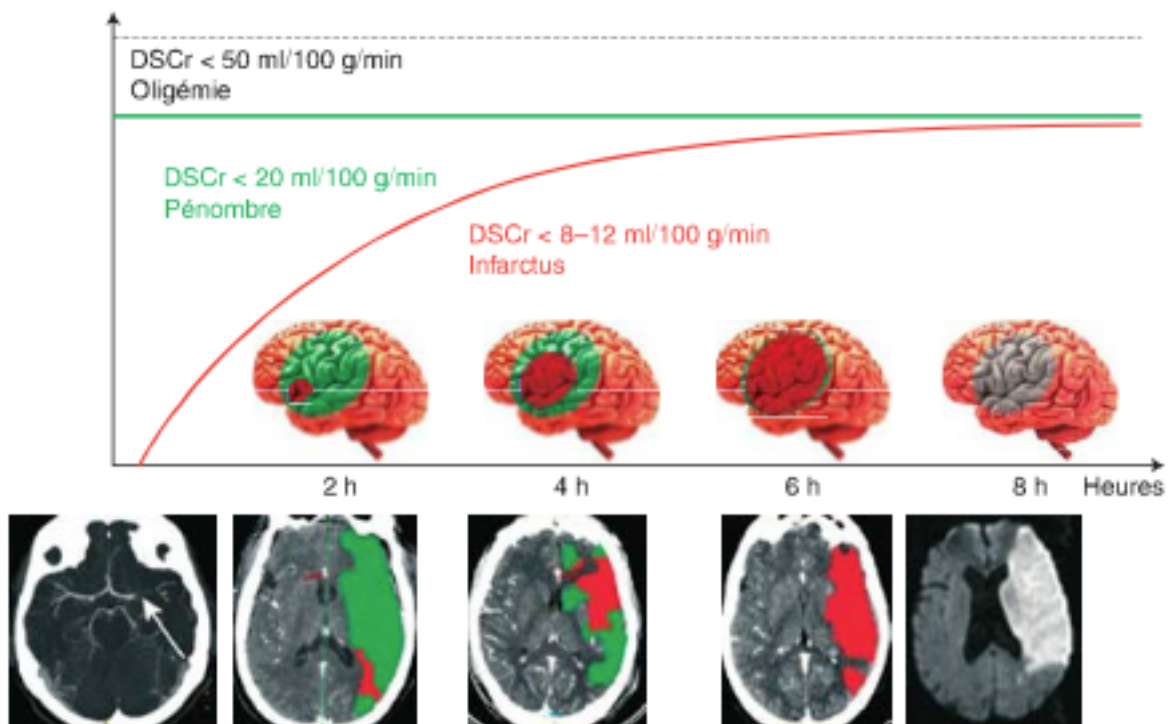 DSCr < 50 ml/100 g/min
Oligémie
DSCr < 20 ml/100 g/min
Pénombre
DSCr < 8–12 ml/100 g/min
Infarctus
2 h 4 h 6 h 8 h Heures